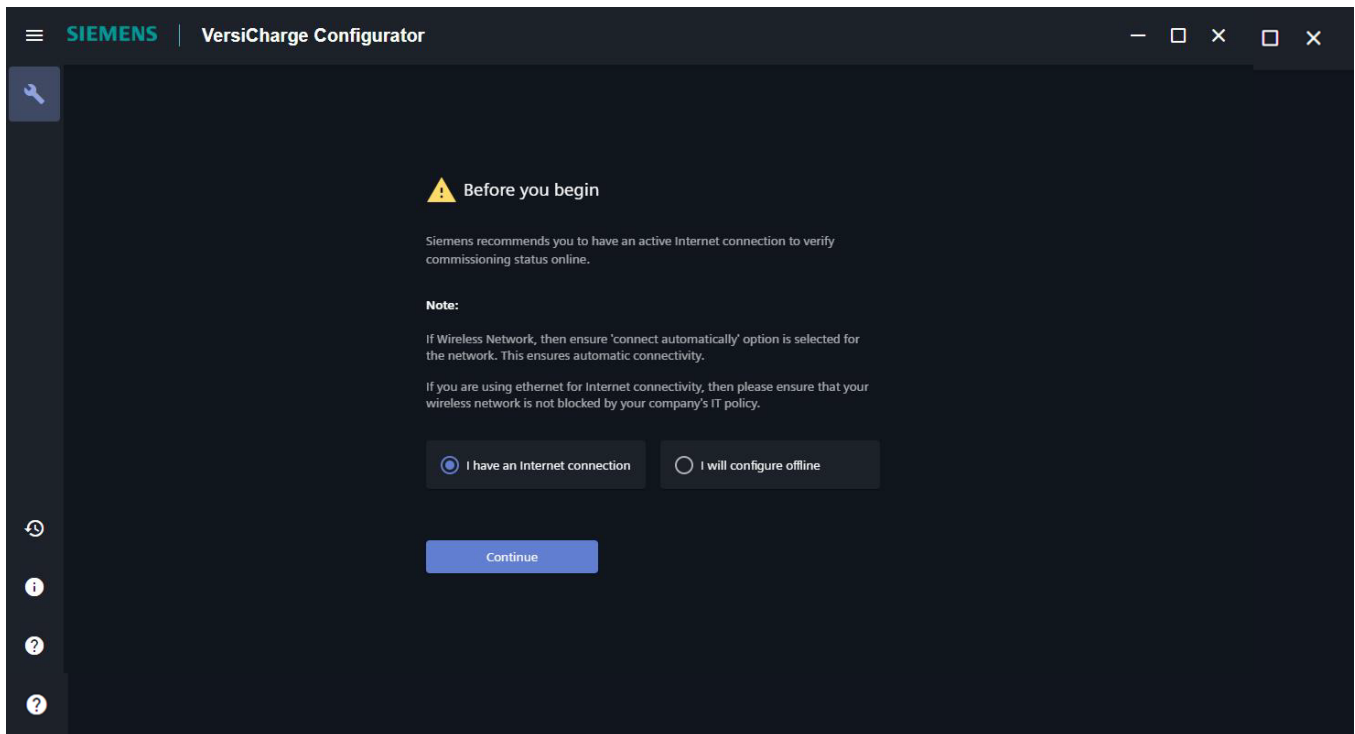 SIEMENS VersiCharge Configurator
Before you begin
Siemens recommends you to have an active Internet connection to verify
commissioning status online.
Note:
If Wireless Network, then ensure 'connect automatically' option is selected for
the network. This ensures automatic connectivity.
If you are using ethernet for Internet connectivity, then please ensure that your
wireless network is not blocked by your company's IT policy.
I have an Internet connection I will configure offline
Continue